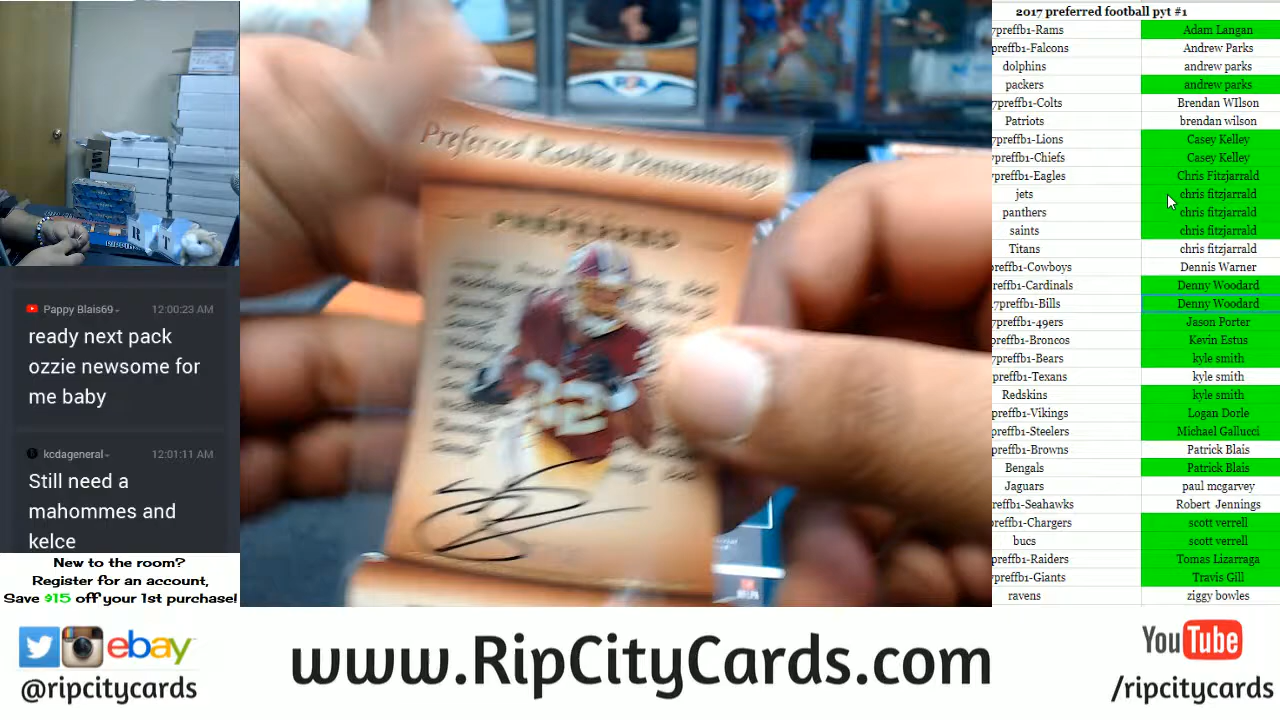 Pappy Blais69 12:00:23 AM
ready next pack
ozzie newsome for
me baby
kcdageneral 12:01:11 AM
Still need a
mahommes and
kelce
New to the room?
Register for an account,
Save $15 off your 1st purchase!
Preferred Rookie Penmanship
PREFERRED
2017 preferred football pyt #1
7preffb1-Rams Adam Langan
7preffb1-Falcons Andrew Parks
dolphins andrew parks
packers andrew parks
7preffb1-Colts Brendan WIlson
Patriots brendan wilson
7preffb1-Lions Casey Kelley
7preffb1-Chiefs Casey Kelley
7preffb1-Eagles Chris Fitzjarrald
jets chris fitzjarrald
panthers chris fitzjarrald
saints chris fitzjarrald
Titans chris fitzjarrald
preffb1-Cowboys Dennis Warner
reffb1-Cardinals Denny Woodard
17preffb1-Bills Denny Woodard
7preffb1-49ers Jason Porter
preffb1-Broncos Kevin Estus
7preffb1-Bears kyle smith
preffb1-Texans kyle smith
Redskins kyle smith
preffb1-Vikings Logan Dorle
preffb1-Steelers Michael Gallucci
preffb1-Browns Patrick Blais
Bengals Patrick Blais
Jaguars paul mcgarvey
reffb1-Seahawks Robert Jennings
reffb1-Chargers scott verrell
bucs scott verrell
preffb1-Raiders Tomas Lizarraga
preffb1-Giants Travis Gill
ravens ziggy bowles
ebay
@ripcitycards
www.RipCityCards.com
YouTube
/ripcitycards